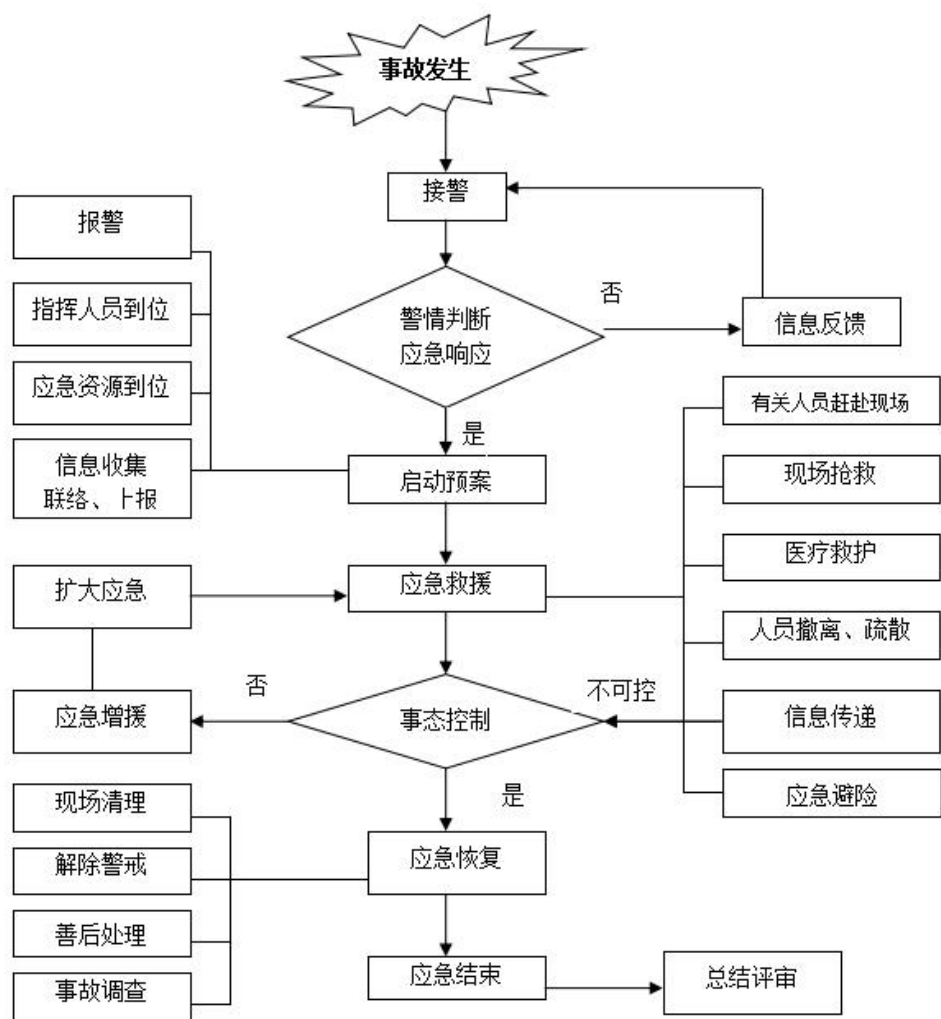 事故发生
接警
报警
指挥人员到位
应急资源到位
信息收集
联络、上报
警情判断
应急响应
否
信息反馈
是
启动预案
有关人员赶赴现场
现场抢救
医疗救护
人员撤离、疏散
信息传递
应急避险
扩大应急
应急救援
应急增援
否
事态控制
不可控
是
现场清理
解除警戒
善后处理
事故调查
应急恢复
应急结束
总结评审